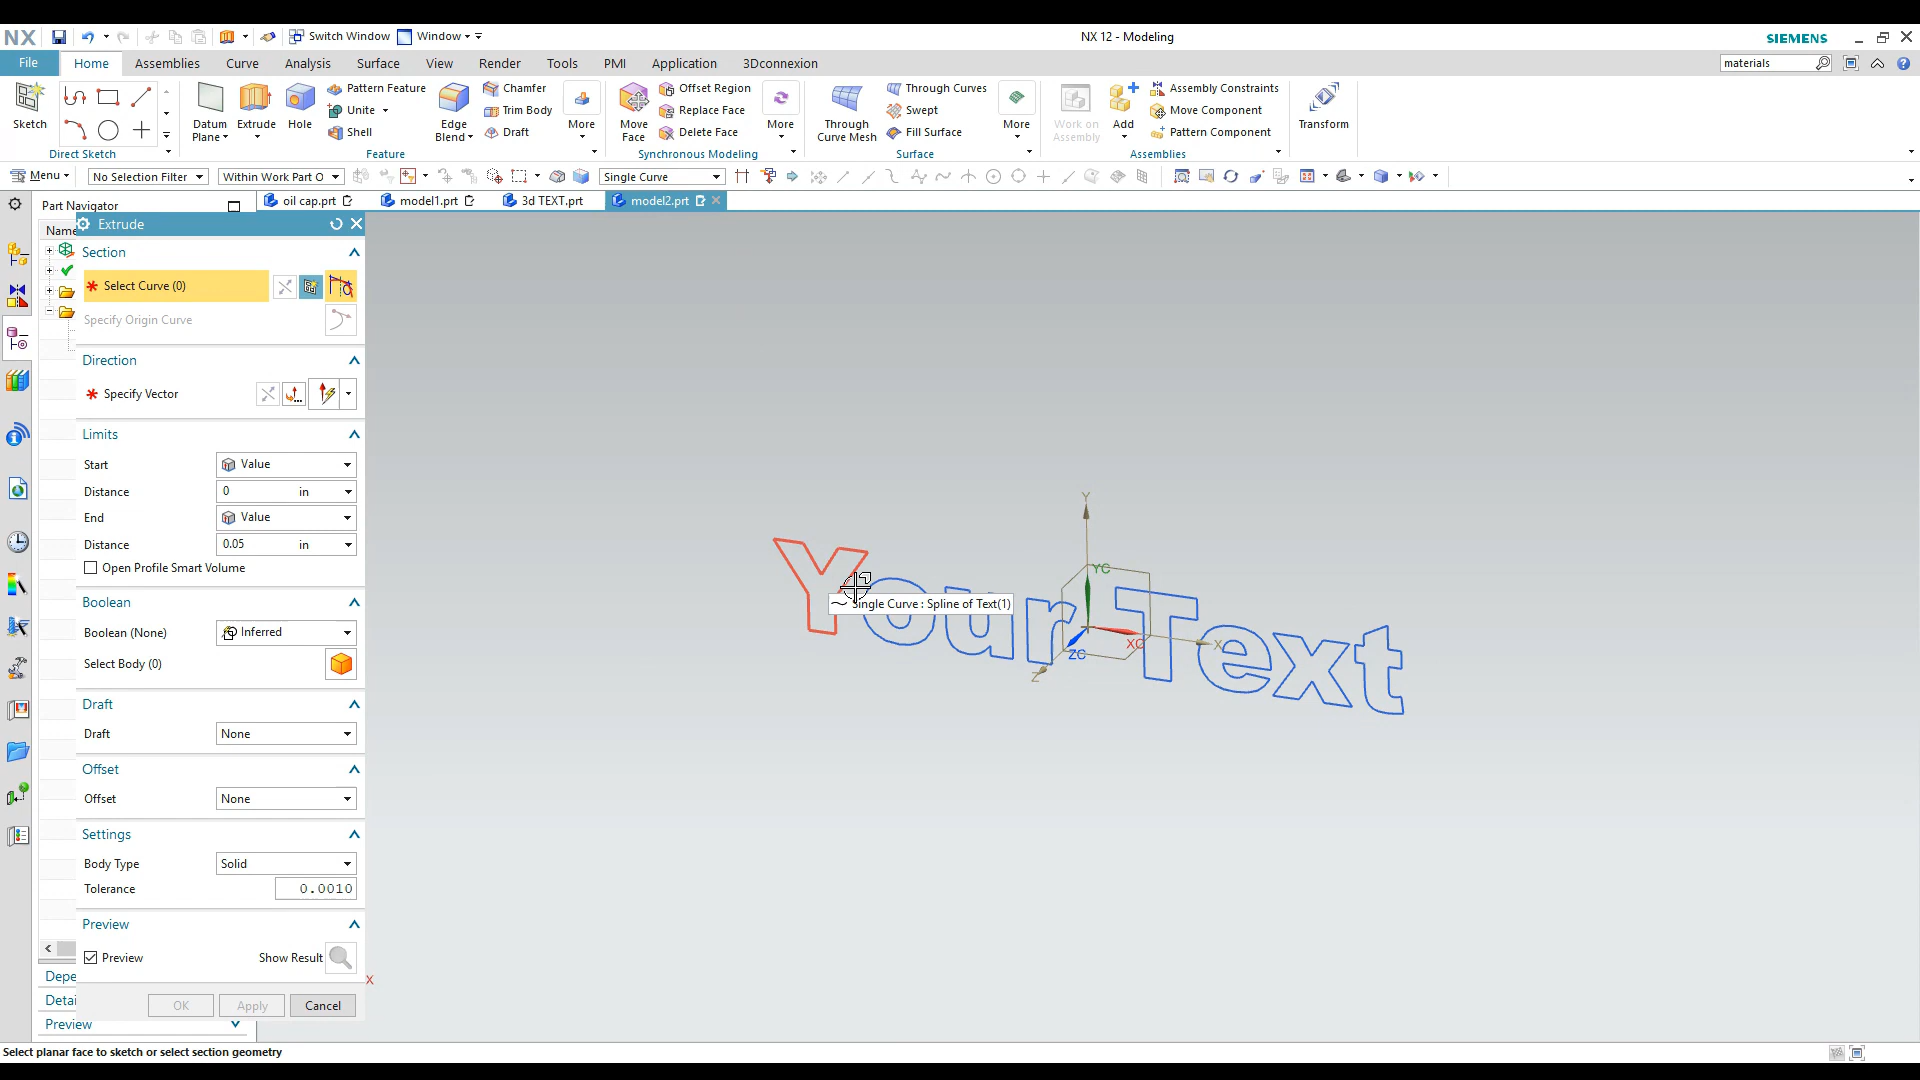 NX
Switch Window
Window
NX 12 - Modeling
SIEMENS
File
Home
Assemblies
Curve
Analysis
Surface
View
Render
Tools
PMI
Application
3Dconnexion
materials
Sketch
Direct Sketch
Datum
Plane
Extrude
Hole
Pattern Feature
Unite
Shell
Edge
Blend
Chamfer
Trim Body
Draft
More
Feature
Move
Face
Offset Region
Replace Face
Delete Face
More
Synchronous Modeling
Through
Curve Mesh
Through Curves
Swept
Fill Surface
More
Surface
Work on
Assembly
Add
Assembly Constraints
Move Component
Pattern Component
Assemblies
Transform
Menu
No Selection Filter
Within Work Part O
Single Curve
Part Navigator
oil cap.prt
model1.prt
3d TEXT.prt
model2.prt
Name
Extrude
Section
* Select Curve (0)
Specify Origin Curve
Direction
* Specify Vector
Limits
Start
Value
Distance
0 in
End
Value
Distance
0.05 in
Open Profile Smart Volume
Boolean
Boolean (None)
Inferred
Select Body (0)
Draft
Draft
None
Offset
Offset
None
Settings
Body Type
Solid
Tolerance
0.0010
Preview
Preview
Show Result
OK
Apply
Cancel
Depe
Detai
Preview
X
Your Text
Single Curve : Spline of Text(1)
Y
YC
XC
X
ZC
Z
Select planar face to sketch or select section geometry